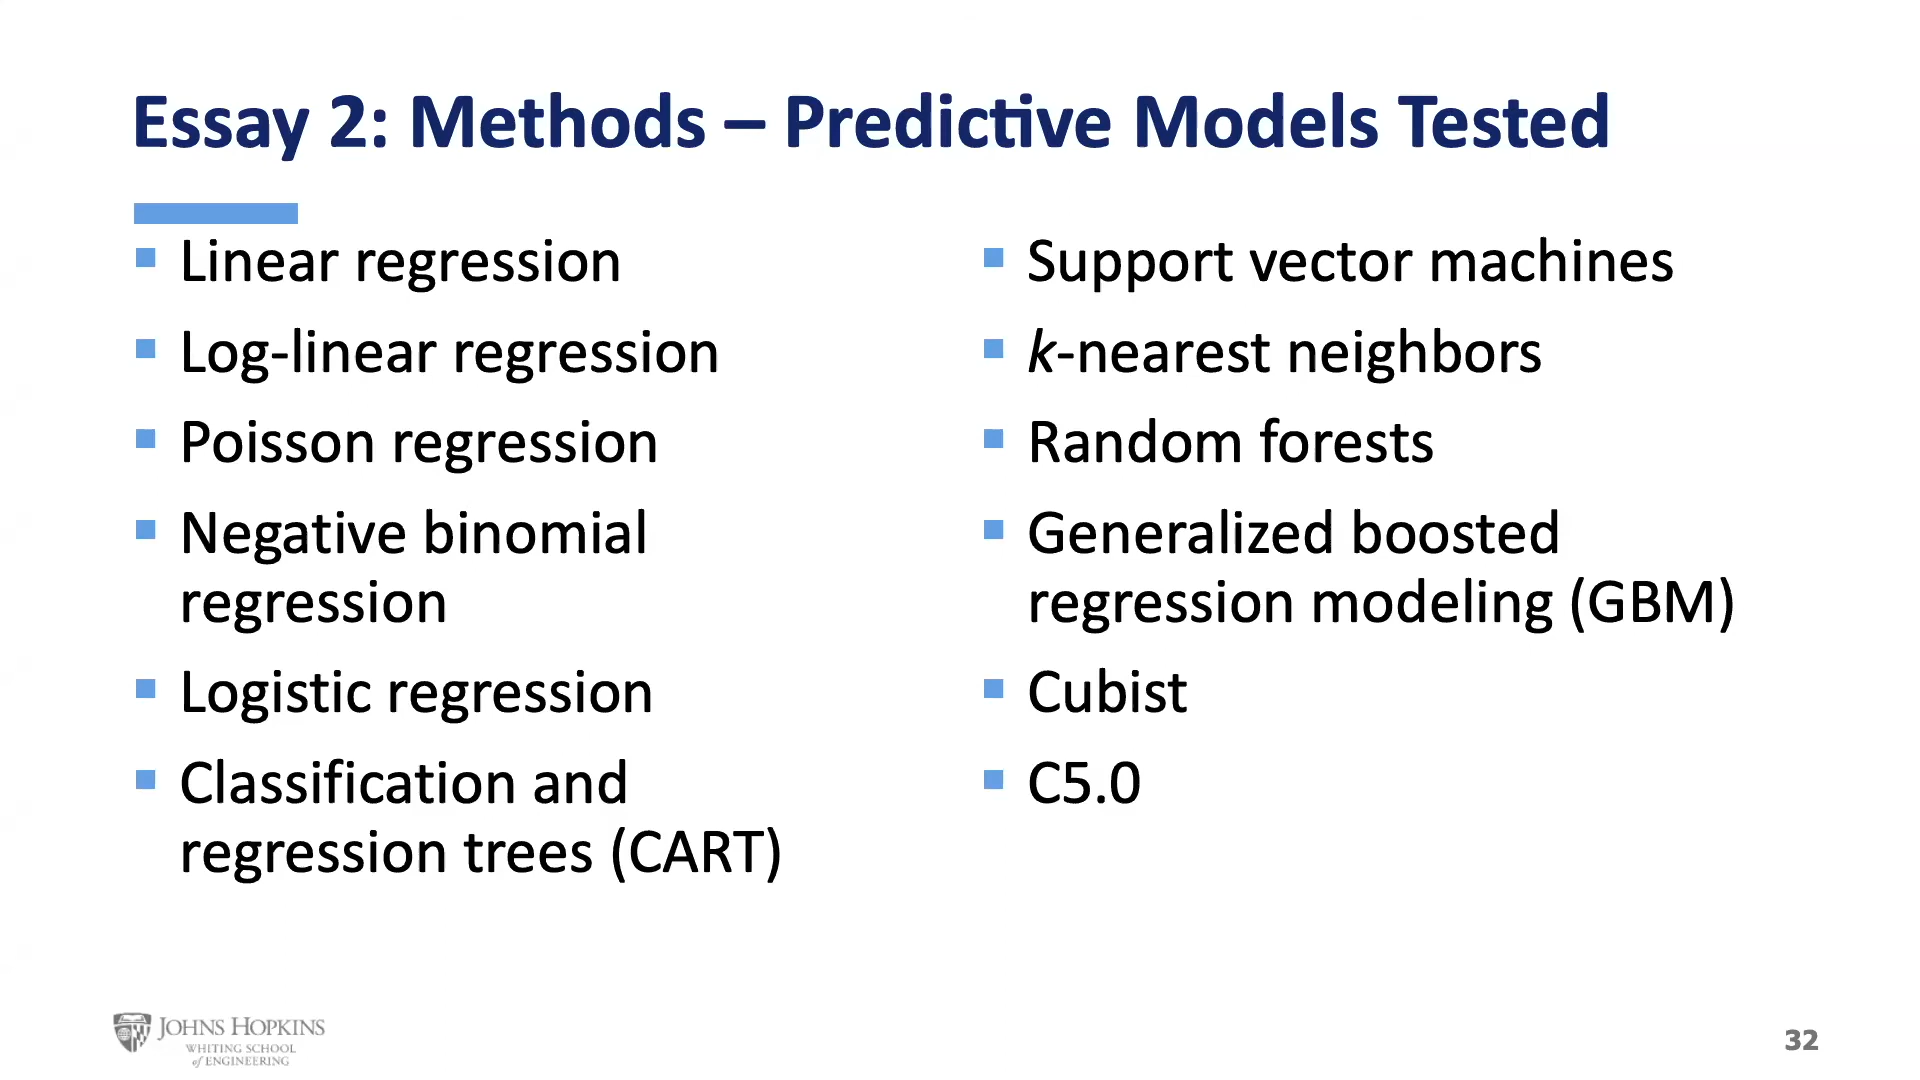 Essay 2: Methods – Predictive Models Tested
Linear regression
Log-linear regression
Poisson regression
Negative binomial
regression
Logistic regression
Classification and
regression trees (CART)
Support vector machines
k-nearest neighbors
Random forests
Generalized boosted
regression modeling (GBM)
Cubist
C5.0
JOHNS HOPKINS
WHITING SCHOOL
of ENGINEERING
32